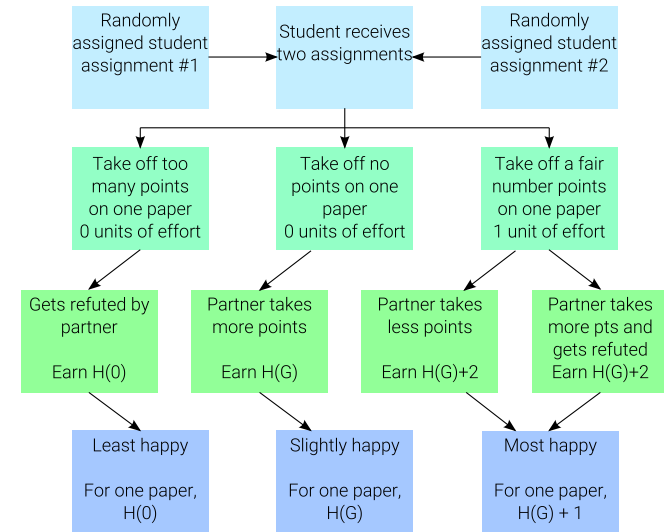 Randomly
assigned student
assignment #1
Student receives
two assignments
Randomly
assigned student
assignment #2
Take off too
many points
on one paper
0 units of effort
Take off no
points on one
paper
0 units of effort
Take off a fair
number points
on one paper
1 unit of effort
Gets refuted by
partner
Earn H(0)
Partner takes
more points
Earn H(G)
Partner takes
less points
Earn H(G)+2
Partner takes
more pts and
gets refuted
Earn H(G)+2
Least happy
For one paper,
H(0)
Slightly happy
For one paper,
H(G)
Most happy
For one paper,
H(G) + 1